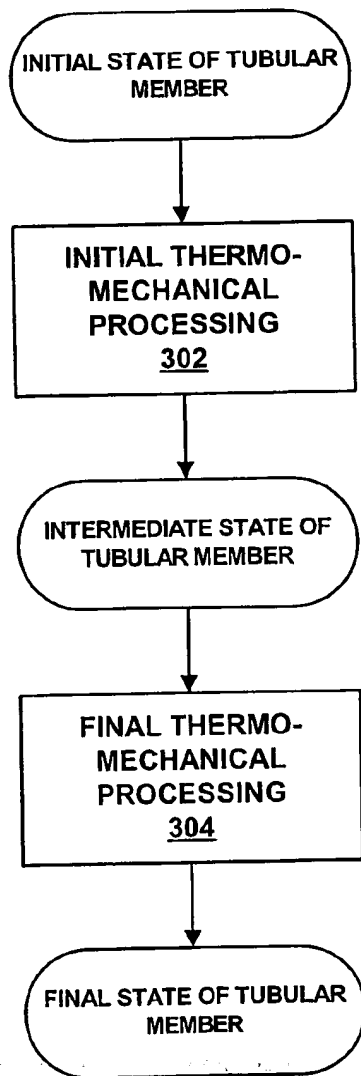 INITIAL STATE OF TUBULAR
MEMBER
INITIAL THERMO-
MECHANICAL
PROCESSING
302
INTERMEDIATE STATE OF
TUBULAR MEMBER
FINAL THERMO-
MECHANICAL
PROCESSING
304
FINAL STATE OF TUBULAR
MEMBER